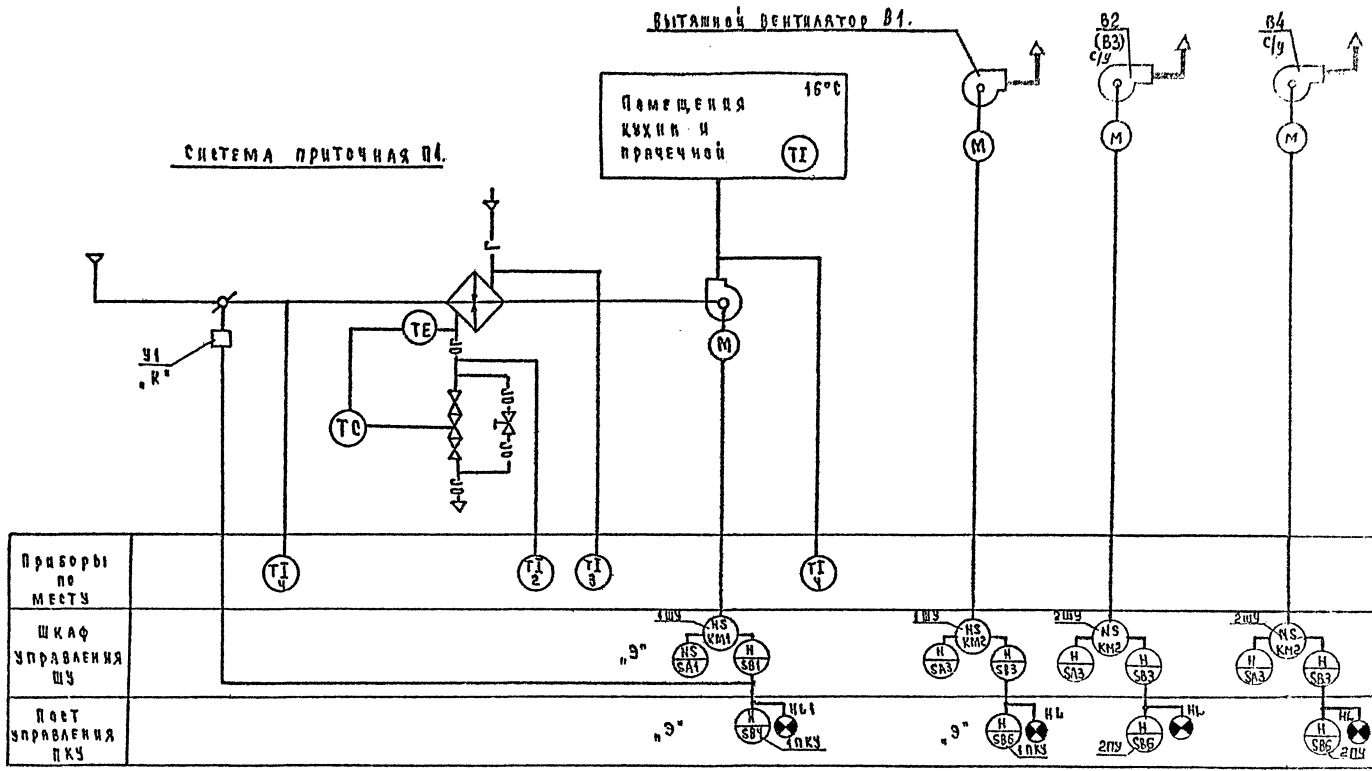 ВЫТЯЖНОЙ ВЕНТИЛЯТОР В1.
В2
(В3)
С/У
В4
С/У
16°С
ПОМЕЩЕНИЯ
КУХНИ И
ПРАЧЕЧНОЙ
TI
СИСТЕМА ПРИТОЧНАЯ П1.
М
М
М
TE
М
У1
"К"
TC
ПРИБОРЫ
ПО
МЕСТУ
TI
4
TI
2
TI
3
TI
4
ШКАФ
УПРАВЛЕНИЯ
ШУ
"Э"
1ШУ
NS
KM1
NS
SA1
H
SB1
1ШУ
HS
KM2
H
SA3
H
SB3
2ШУ
NS
KM2
H
SA3
H
SB3
2ШУ
NS
KM2
H
SA3
H
SB3
ПОСТ
УПРАВЛЕНИЯ
ПКУ
"Э"
HL1
H
SB4
1ПКУ
"Э"
HL
H
SB6
1ПКУ
HL
H
SB6
2ПУ
HL
H
SB6
2ПУ